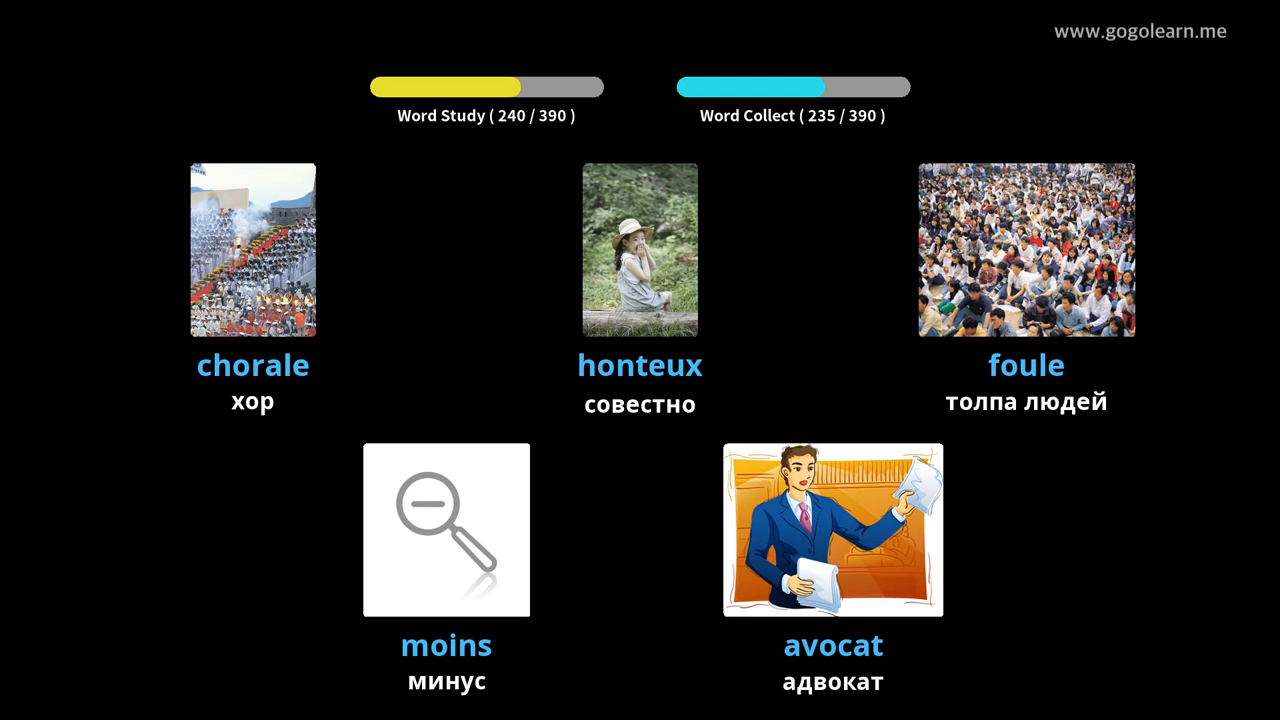 www.gogolearn.me
Word Study ( 240 / 390 )
Word Collect ( 235 / 390 )
chorale
хор
honteux
совестно
foule
толпа людей
moins
минус
avocat
адвокат